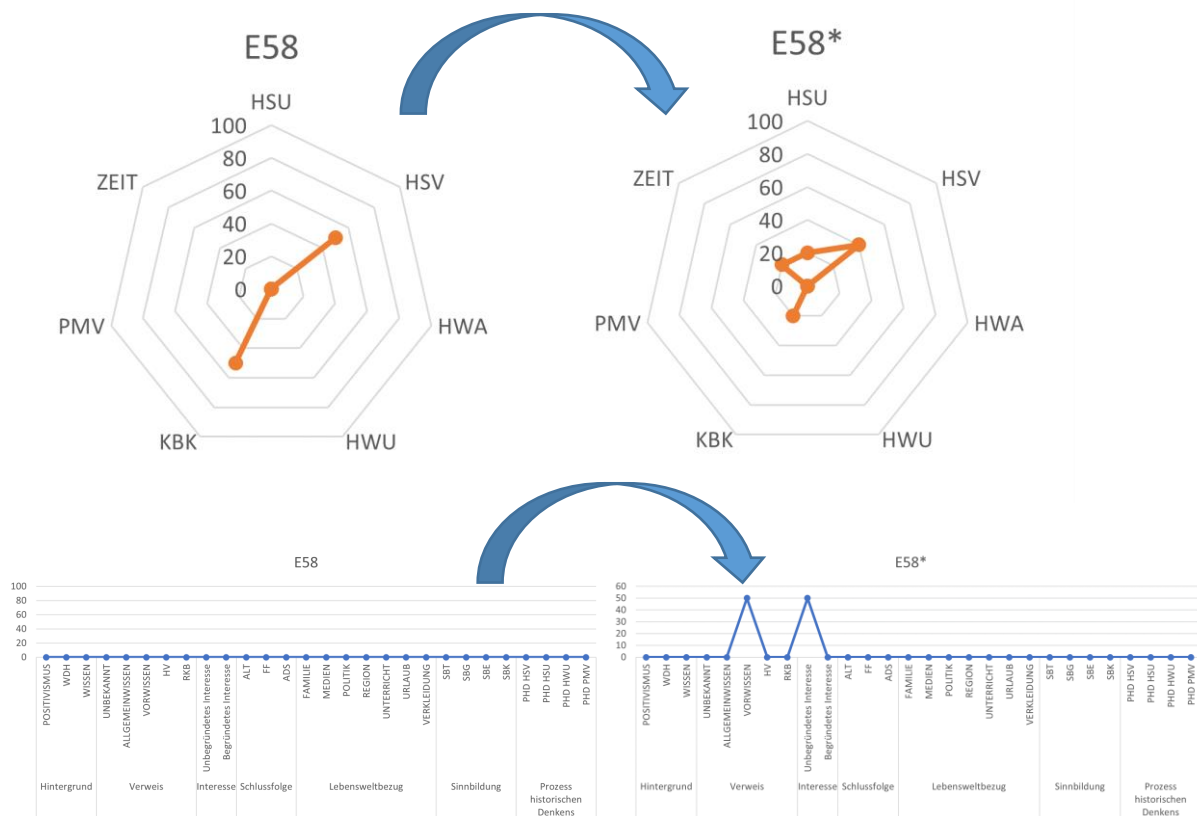 E58
HSU
100
80
60
40
20
0
HSV
HWA
HWU
KBK
PMV
ZEIT
E58*
HSU
100
80
60
40
20
0
HSV
HWA
HWU
KBK
PMV
ZEIT
E58
100
80
60
40
20
0
POSITIVISMUS
WDH
WISSEN
UNBEKANNT
ALLGEMEINWISSEN
VORWISSEN
HV
RKB
Unbegründetes Interesse
Begründetes Interesse
ALT
FF
ADS
FAMILIE
MEDIEN
POLITIK
REGION
UNTERRICHT
URLAUB
VERKLEIDUNG
SBT
SBG
SBE
SBK
PHD HSV
PHD HSU
PHD HWU
PHD PMV
Hintergrund
Verweis
Interesse
Schlussfolge
Lebensweltbezug
Sinnbildung
Prozess
historischen
Denkens
E58*
60
50
40
30
20
10
0
POSITIVISMUS
WDH
WISSEN
UNBEKANNT
ALLGEMEINWISSEN
VORWISSEN
HV
RKB
Unbegründetes Interesse
Begründetes Interesse
ALT
FF
ADS
FAMILIE
MEDIEN
POLITIK
REGION
UNTERRICHT
URLAUB
VERKLEIDUNG
SBT
SBG
SBE
SBK
PHD HSV
PHD HSU
PHD HWU
PHD PMV
Hintergrund
Verweis
Interesse
Schlussfolge
Lebensweltbezug
Sinnbildung
Prozess
historischen
Denkens